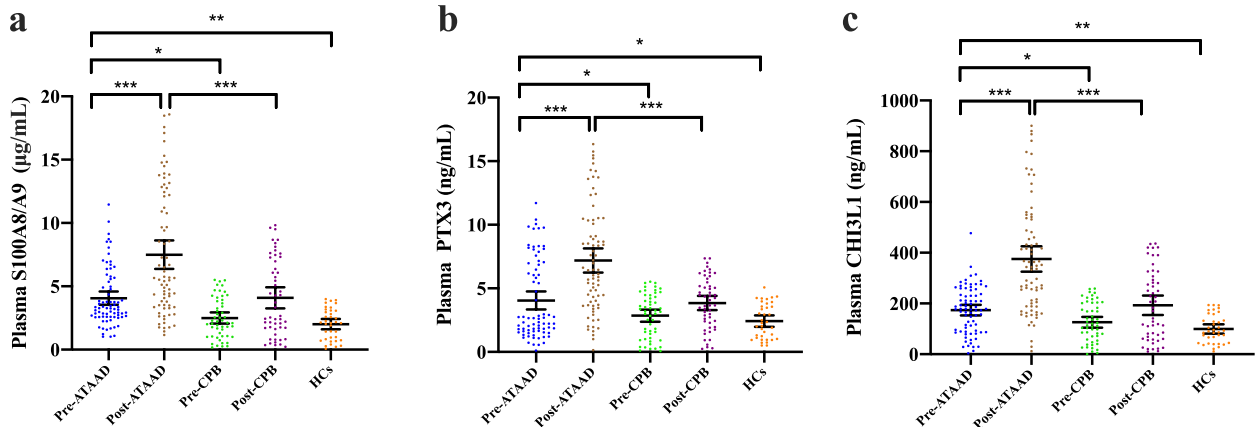 a
**
*
***
***
Plasma S100A8/A9 (μg/mL)
20
15
10
5
0
Pre-ATAAD
Post-ATAAD
Pre-CPB
Post-CPB
HCs
b
*
*
***
***
Plasma PTX3 (ng/mL)
20
15
10
5
0
Pre-ATAAD
Post-ATAAD
Pre-CPB
Post-CPB
HCs
c
**
*
***
***
Plasma CHI3L1 (ng/mL)
1000
800
600
400
200
0
Pre-ATAAD
Post-ATAAD
Pre-CPB
Post-CPB
HCs